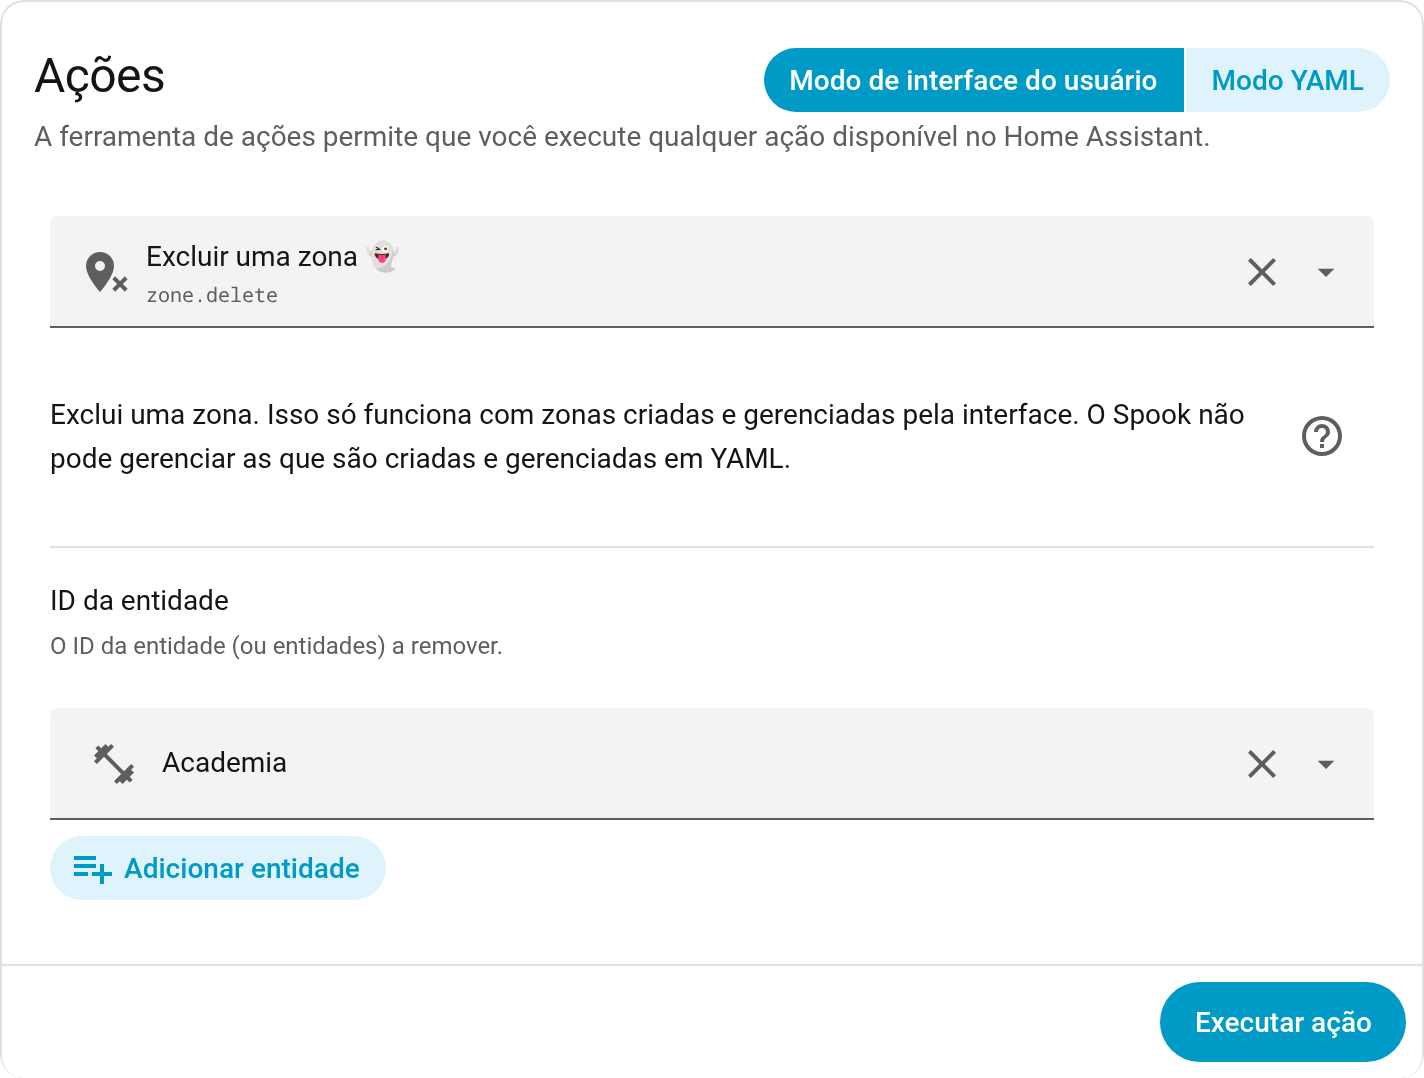 Ações
Modo de interface do usuário
Modo YAML
A ferramenta de ações permite que você execute qualquer ação disponível no Home Assistant.
Excluir uma zona 👻
zone.delete
Exclui uma zona. Isso só funciona com zonas criadas e gerenciadas pela interface. O Spook não
pode gerenciar as que são criadas e gerenciadas em YAML.
ID da entidade
O ID da entidade (ou entidades) a remover.
Academia
Adicionar entidade
Executar ação